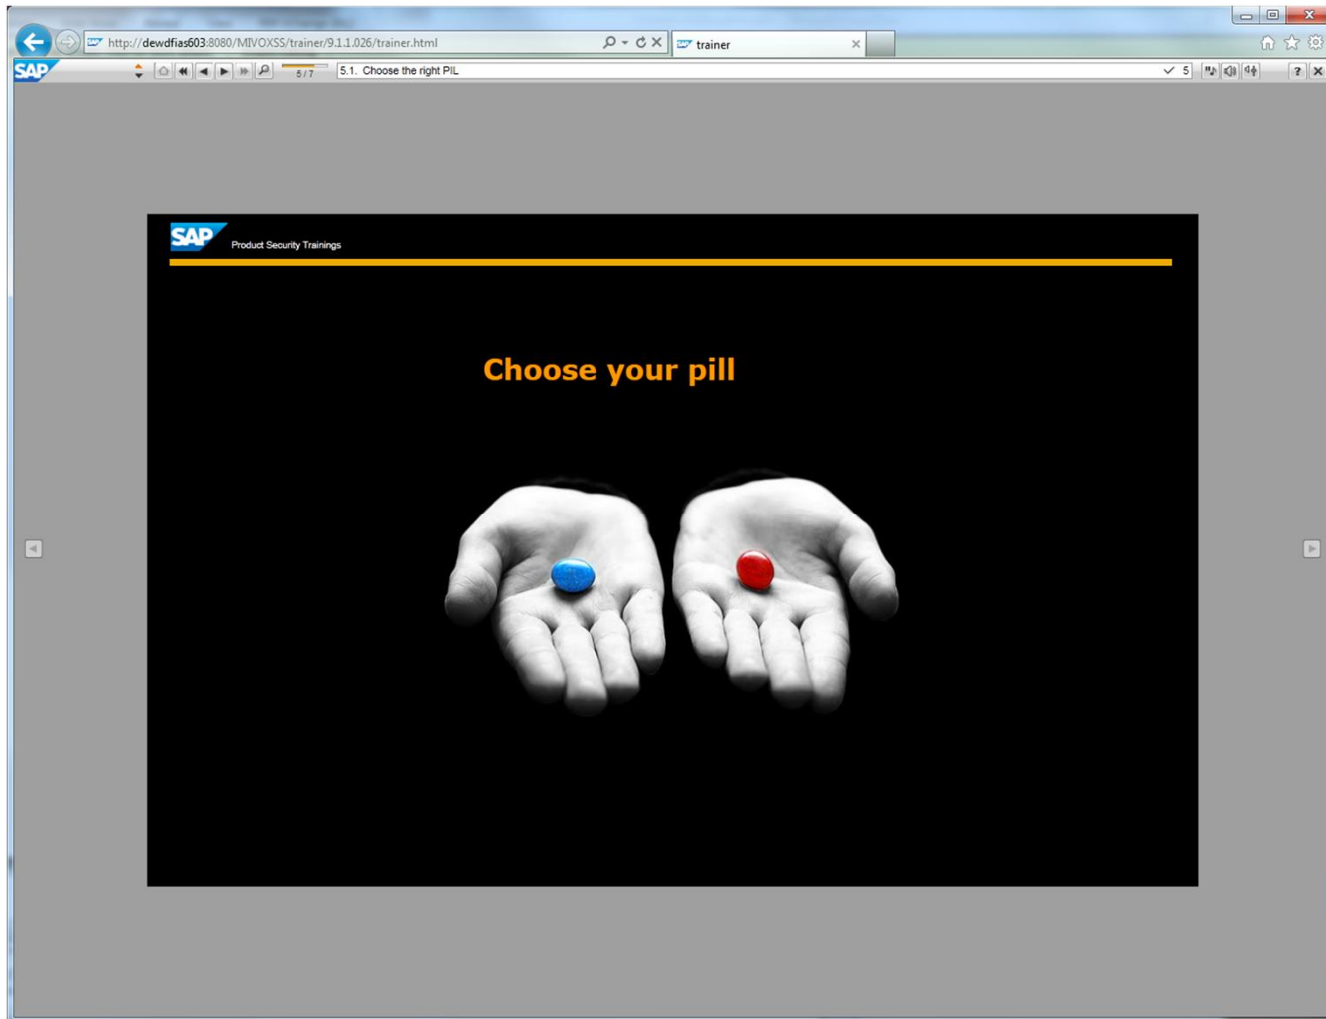 http://dewdfias603:8080/MIVOXSS/trainer/9.1.1.026/trainer.html
trainer
SAP
5 / 7
5.1. Choose the right PIL
5
SAP
Product Security Trainings
Choose your pill